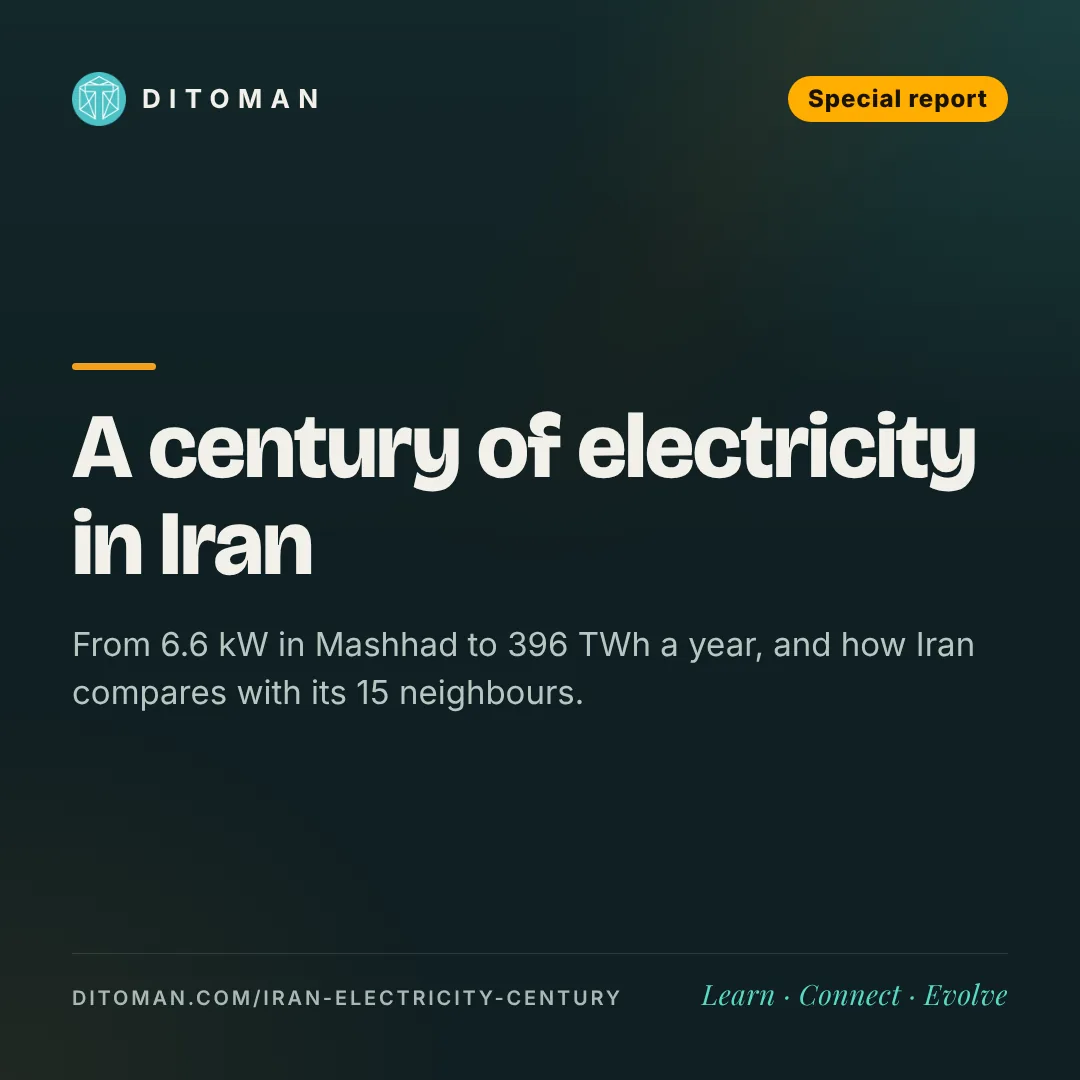 DITOMAN
Special report
A century of electricity
in Iran
From 6.6 kW in Mashhad to 396 TWh a year, and how Iran
compares with its 15 neighbours.
DITOMAN.COM/IRAN-ELECTRICITY-CENTURY
Learn · Connect · Evolve